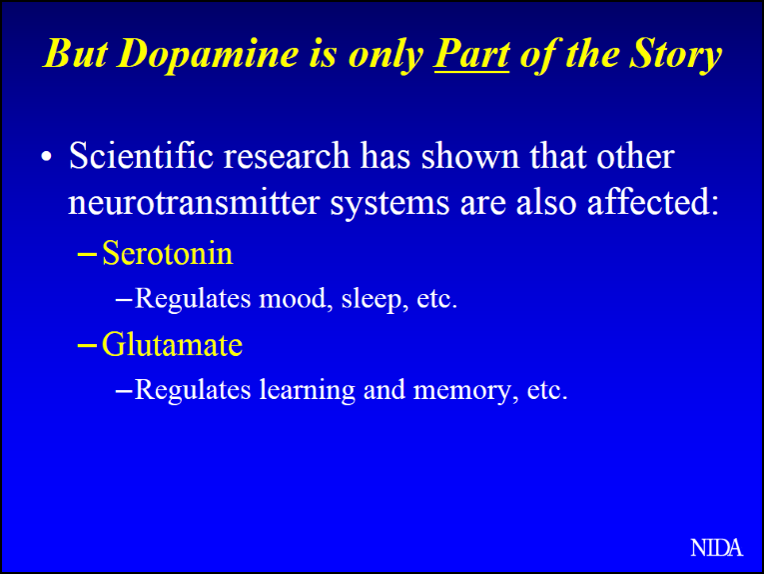 But Dopamine is only Part of the Story
• Scientific research has shown that other
neurotransmitter systems are also affected:
–Serotonin
–Regulates mood, sleep, etc.
–Glutamate
–Regulates learning and memory, etc.
NIDA